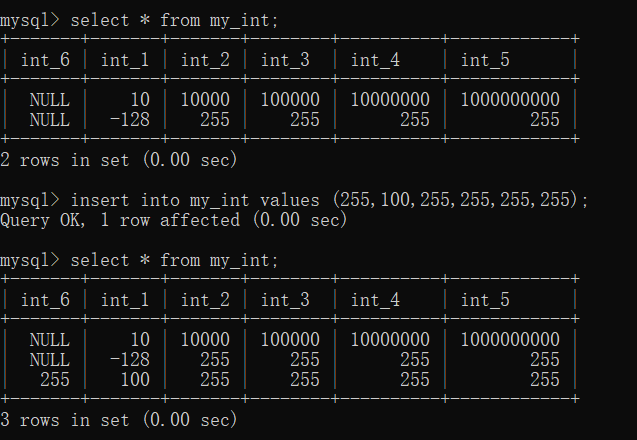 mysql> select * from my_int;
+-------+-------+-------+--------+----------+------------+
| int_6 | int_1 | int_2 | int_3 | int_4 | int_5 |
+-------+-------+-------+--------+----------+------------+
| NULL | 10 | 10000 | 100000 | 10000000 | 1000000000 |
| NULL | -128 | 255 | 255 | 255 | 255 |
+-------+-------+-------+--------+----------+------------+
2 rows in set (0.00 sec)
mysql> insert into my_int values (255,100,255,255,255,255);
Query OK, 1 row affected (0.00 sec)
mysql> select * from my_int;
+-------+-------+-------+--------+----------+------------+
| int_6 | int_1 | int_2 | int_3 | int_4 | int_5 |
+-------+-------+-------+--------+----------+------------+
| NULL | 10 | 10000 | 100000 | 10000000 | 1000000000 |
| NULL | -128 | 255 | 255 | 255 | 255 |
| 255 | 100 | 255 | 255 | 255 | 255 |
+-------+-------+-------+--------+----------+------------+
3 rows in set (0.00 sec)